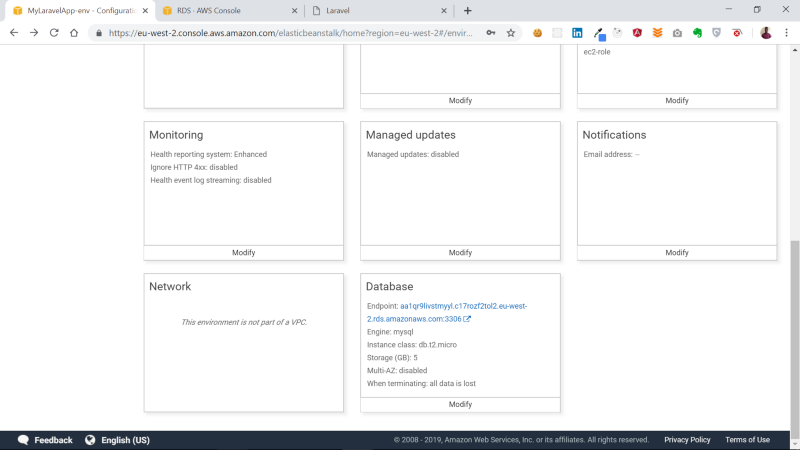 MyLaravelApp-env - Configuratio
RDS - AWS Console
Laravel
https://eu-west-2.console.aws.amazon.com/elasticbeanstalk/home?region=eu-west-2#/envir...
ec2-role
Modify
Modify
Monitoring
Health reporting system: Enhanced
Ignore HTTP 4xx: disabled
Health event log streaming: disabled
Modify
Managed updates
Managed updates: disabled
Modify
Notifications
Email address: --
Modify
Network
This environment is not part of a VPC.
Database
Endpoint: aa1qr9livstmyyl.c17rozf2tol2.eu-west-
2.rds.amazonaws.com:3306
Engine: mysql
Instance class: db.t2.micro
Storage (GB): 5
Multi-AZ: disabled
When terminating: all data is lost
Modify
Feedback
English (US)
© 2008 - 2019, Amazon Web Services, Inc. or its affiliates. All rights reserved.
Privacy Policy
Terms of Use